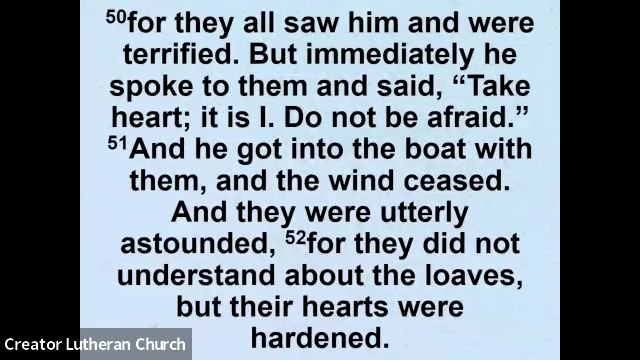 50for they all saw him and were
terrified. But immediately he
spoke to them and said, “Take
heart; it is I. Do not be afraid.”
51And he got into the boat with
them, and the wind ceased.
And they were utterly
astounded, 52for they did not
understand about the loaves,
but their hearts were
hardened.
Creator Lutheran Church